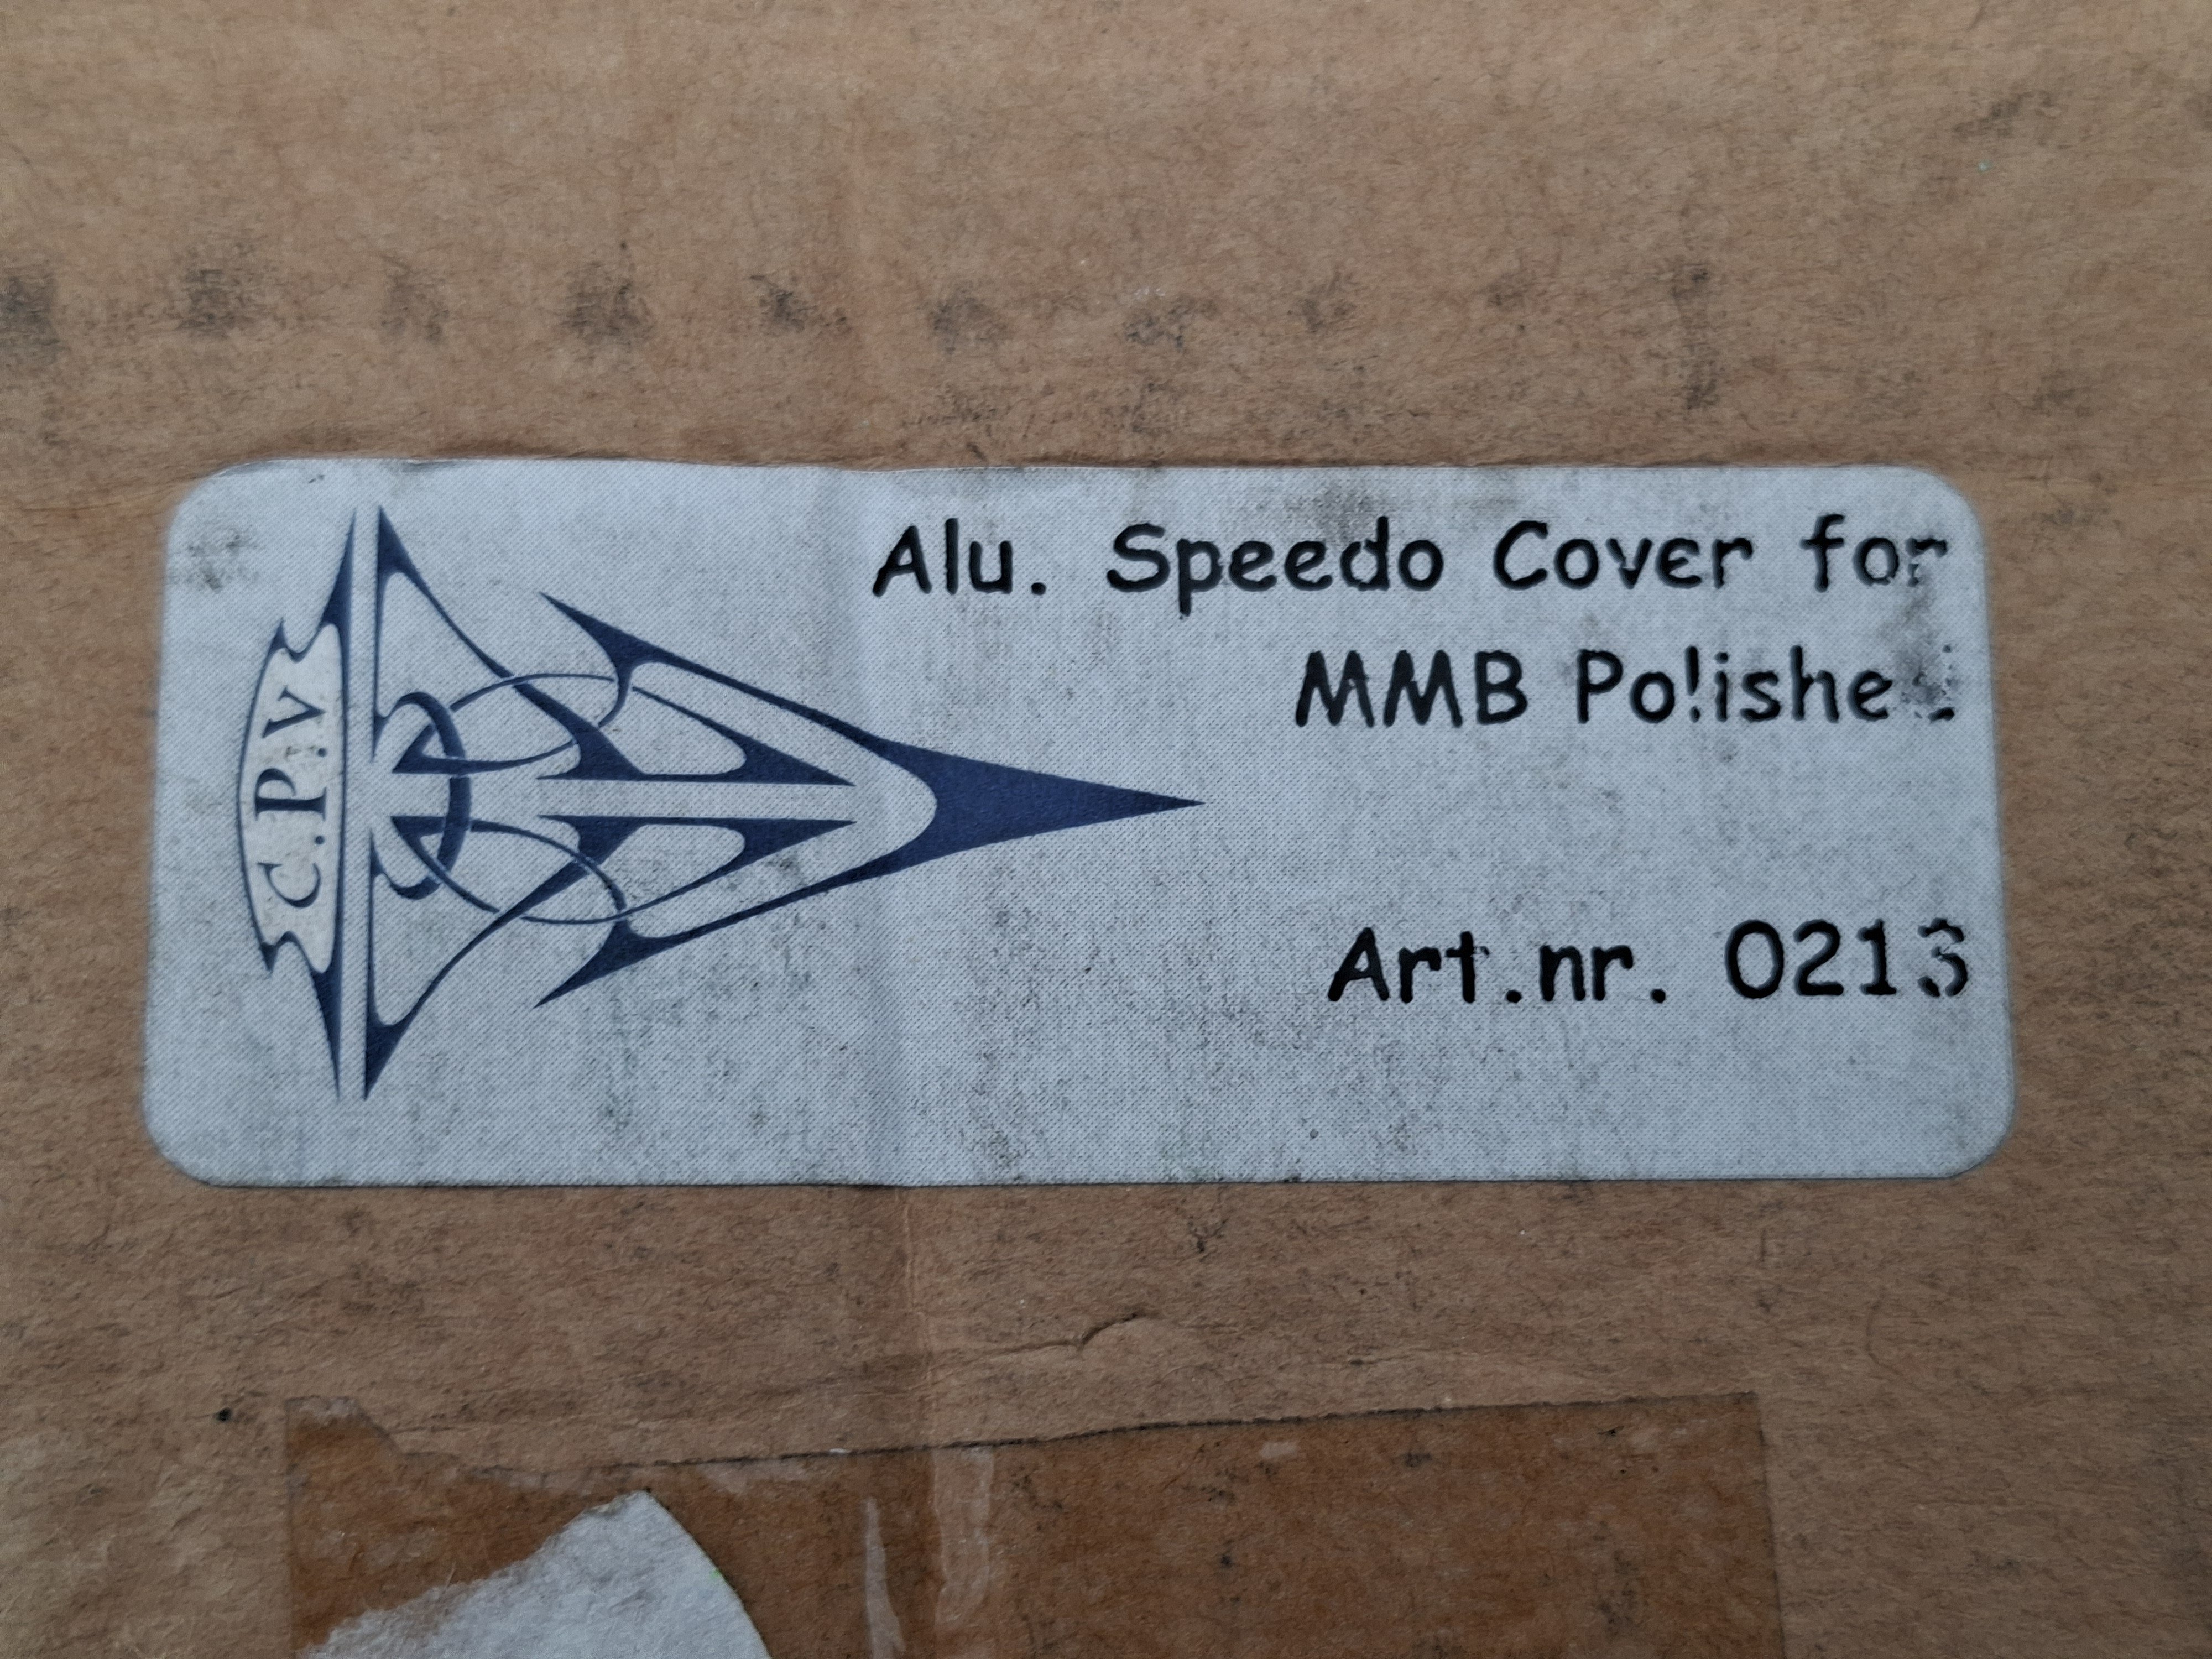 C.P.V
Alu. Speedo Cover for
MMB Polished
Art.nr. 0213